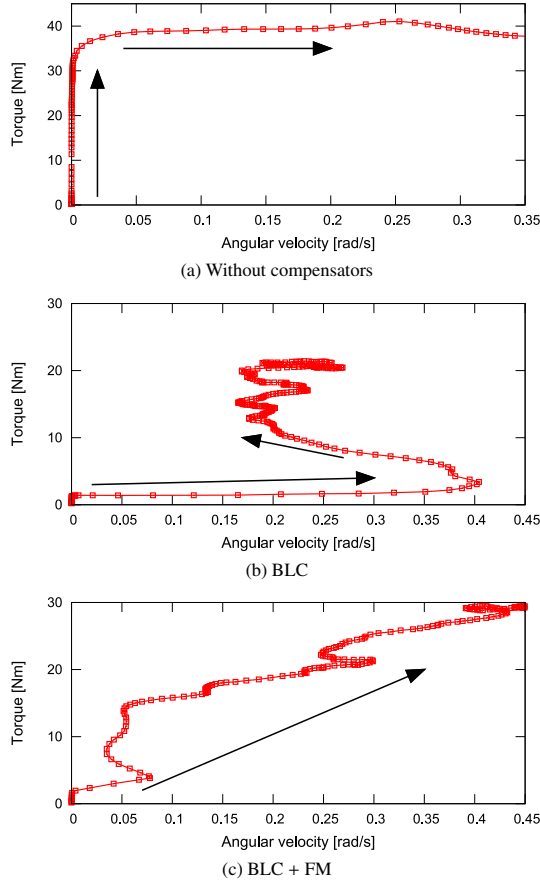 50
40
30
20
10
0
Torque [Nm]
0 0.05 0.1 0.15 0.2 0.25 0.3 0.35
Angular velocity [rad/s]
(a) Without compensators
30
20
10
0
Torque [Nm]
0 0.05 0.1 0.15 0.2 0.25 0.3 0.35 0.4 0.45
Angular velocity [rad/s]
(b) BLC
30
20
10
0
Torque [Nm]
0 0.05 0.1 0.15 0.2 0.25 0.3 0.35 0.4 0.45
Angular velocity [rad/s]
(c) BLC + FM